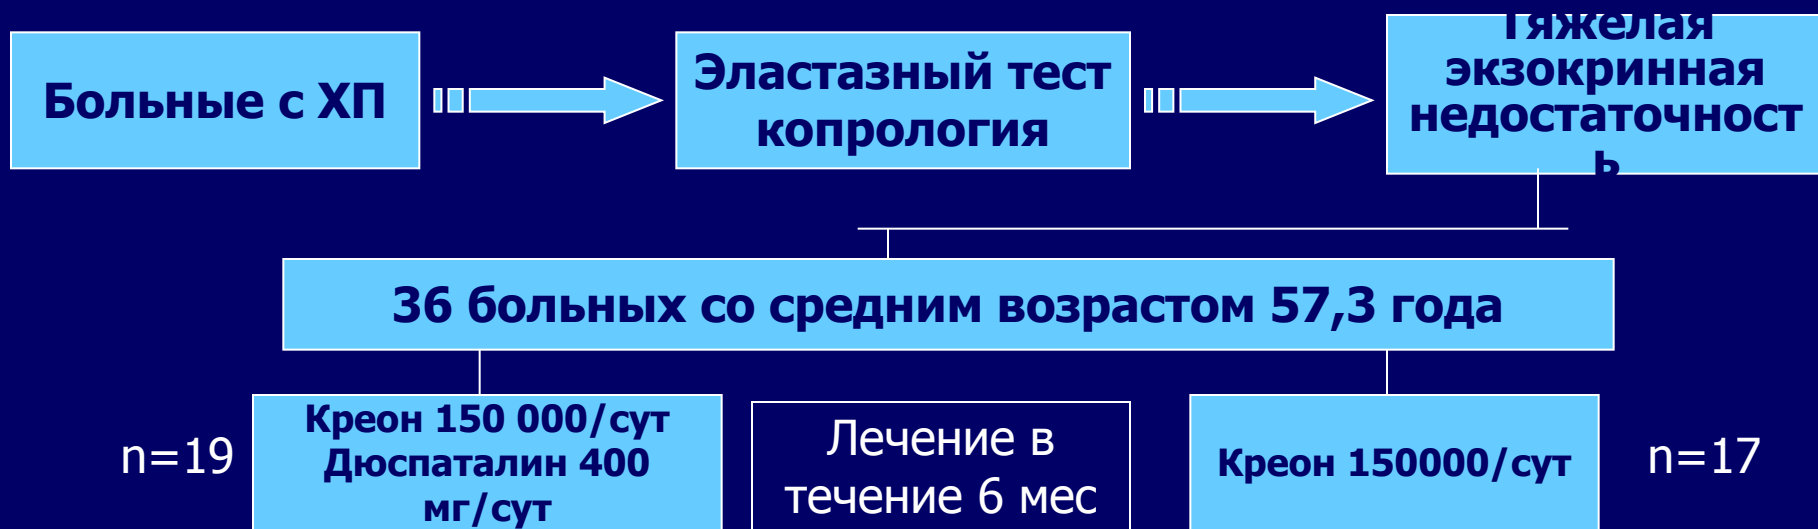 Больные с ХП
Эластазный тест
копрология
Тяжелая
экзокринная
недостаточност
ь
36 больных со средним возрастом 57,3 года
n=19
Креон 150 000/сут
Дюспаталин 400
мг/сут
Лечение в
течение 6 мес
Креон 150000/сут
n=17